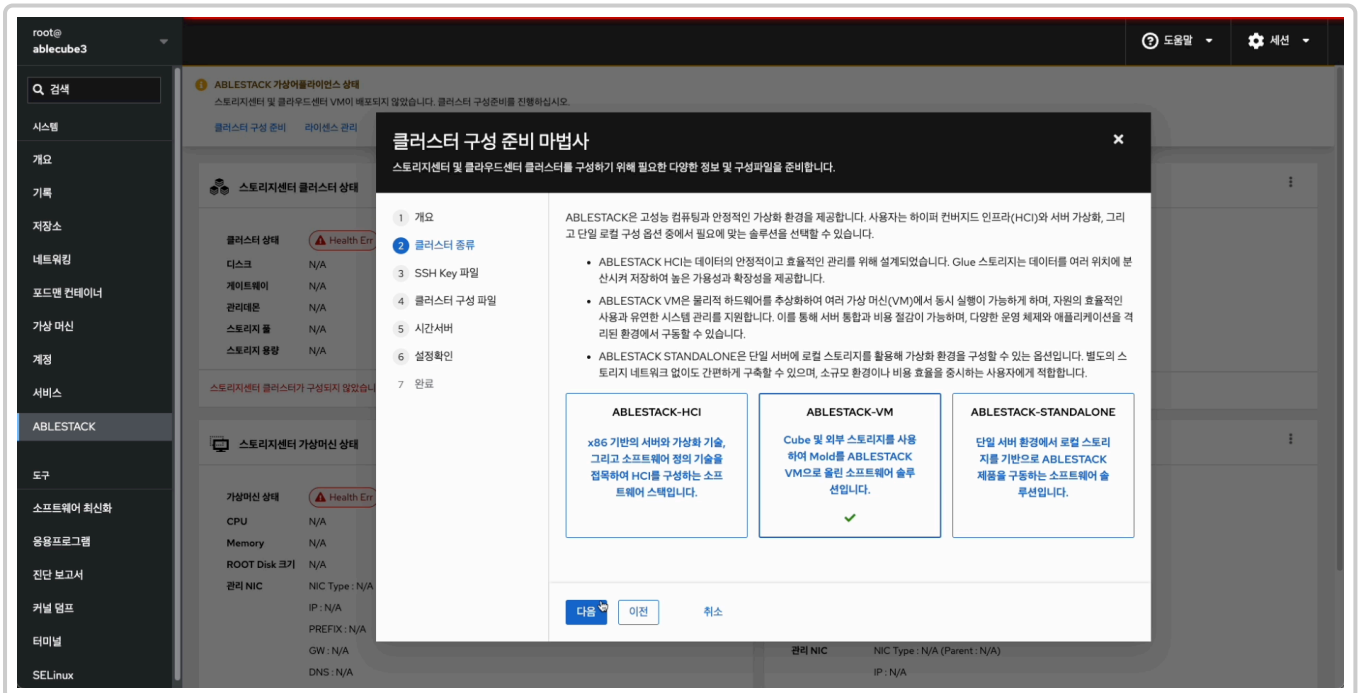 root@
ablecube3
도움말
세션
검색
시스템
개요
기록
저장소
네트워킹
포드맨 컨테이너
가상 머신
계정
서비스
ABLESTACK
도구
소프트웨어 최신화
응용프로그램
진단 보고서
커널 덤프
터미널
SELinux
ABLESTACK 가상어플라이언스 상태
스토리지센터 및 클라우드센터 VM이 배포되지 않았습니다. 클러스터 구성준비를 진행하십시오.
클러스터 구성 준비 라이센스 관리
스토리지센터 클러스터 상태
클러스터 상태 Health Err
디스크 N/A
게이트웨이 N/A
관리데몬 N/A
스토리지 풀 N/A
스토리지 용량 N/A
스토리지센터 클러스터가 구성되지 않았습니
스토리지센터 가상머신 상태
가상머신 상태 Health Err
CPU N/A
Memory N/A
ROOT Disk 크기 N/A
관리 NIC NIC Type : N/A
IP : N/A
PREFIX : N/A
GW : N/A
DNS : N/A
관리 NIC NIC Type : N/A (Parent : N/A)
IP : N/A
클러스터 구성 준비 마법사
스토리지센터 및 클라우드센터 클러스터를 구성하기 위해 필요한 다양한 정보 및 구성파일을 준비합니다.
1 개요
2 클러스터 종류
3 SSH Key 파일
4 클러스터 구성 파일
5 시간서버
6 설정확인
7 완료
ABLESTACK은 고성능 컴퓨팅과 안정적인 가상화 환경을 제공합니다. 사용자는 하이퍼 컨버지드 인프라(HCI)와 서버 가상화, 그리
고 단일 로컬 구성 옵션 중에서 필요에 맞는 솔루션을 선택할 수 있습니다.
• ABLESTACK HCI는 데이터의 안정적이고 효율적인 관리를 위해 설계되었습니다. Glue 스토리지는 데이터를 여러 위치에 분
산시켜 저장하여 높은 가용성과 확장성을 제공합니다.
• ABLESTACK VM은 물리적 하드웨어를 추상화하여 여러 가상 머신(VM)에서 동시 실행이 가능하게 하며, 자원의 효율적인
사용과 유연한 시스템 관리를 지원합니다. 이를 통해 서버 통합과 비용 절감이 가능하며, 다양한 운영 체제와 애플리케이션을 격
리된 환경에서 구동할 수 있습니다.
• ABLESTACK STANDALONE은 단일 서버에 로컬 스토리지를 활용해 가상화 환경을 구성할 수 있는 옵션입니다. 별도의 스
토리지 네트워크 없이도 간편하게 구축할 수 있으며, 소규모 환경이나 비용 효율을 중시하는 사용자에게 적합합니다.
ABLESTACK-HCI
x86 기반의 서버와 가상화 기술,
그리고 소프트웨어 정의 기술을
접목하여 HCI를 구성하는 소프
트웨어 스택입니다.
ABLESTACK-VM
Cube 및 외부 스토리지를 사용
하여 Mold를 ABLESTACK
VM으로 올린 소프트웨어 솔루
션입니다.
ABLESTACK-STANDALONE
단일 서버 환경에서 로컬 스토리
지를 기반으로 ABLESTACK
제품을 구동하는 소프트웨어 솔
루션입니다.
다음 이전 취소